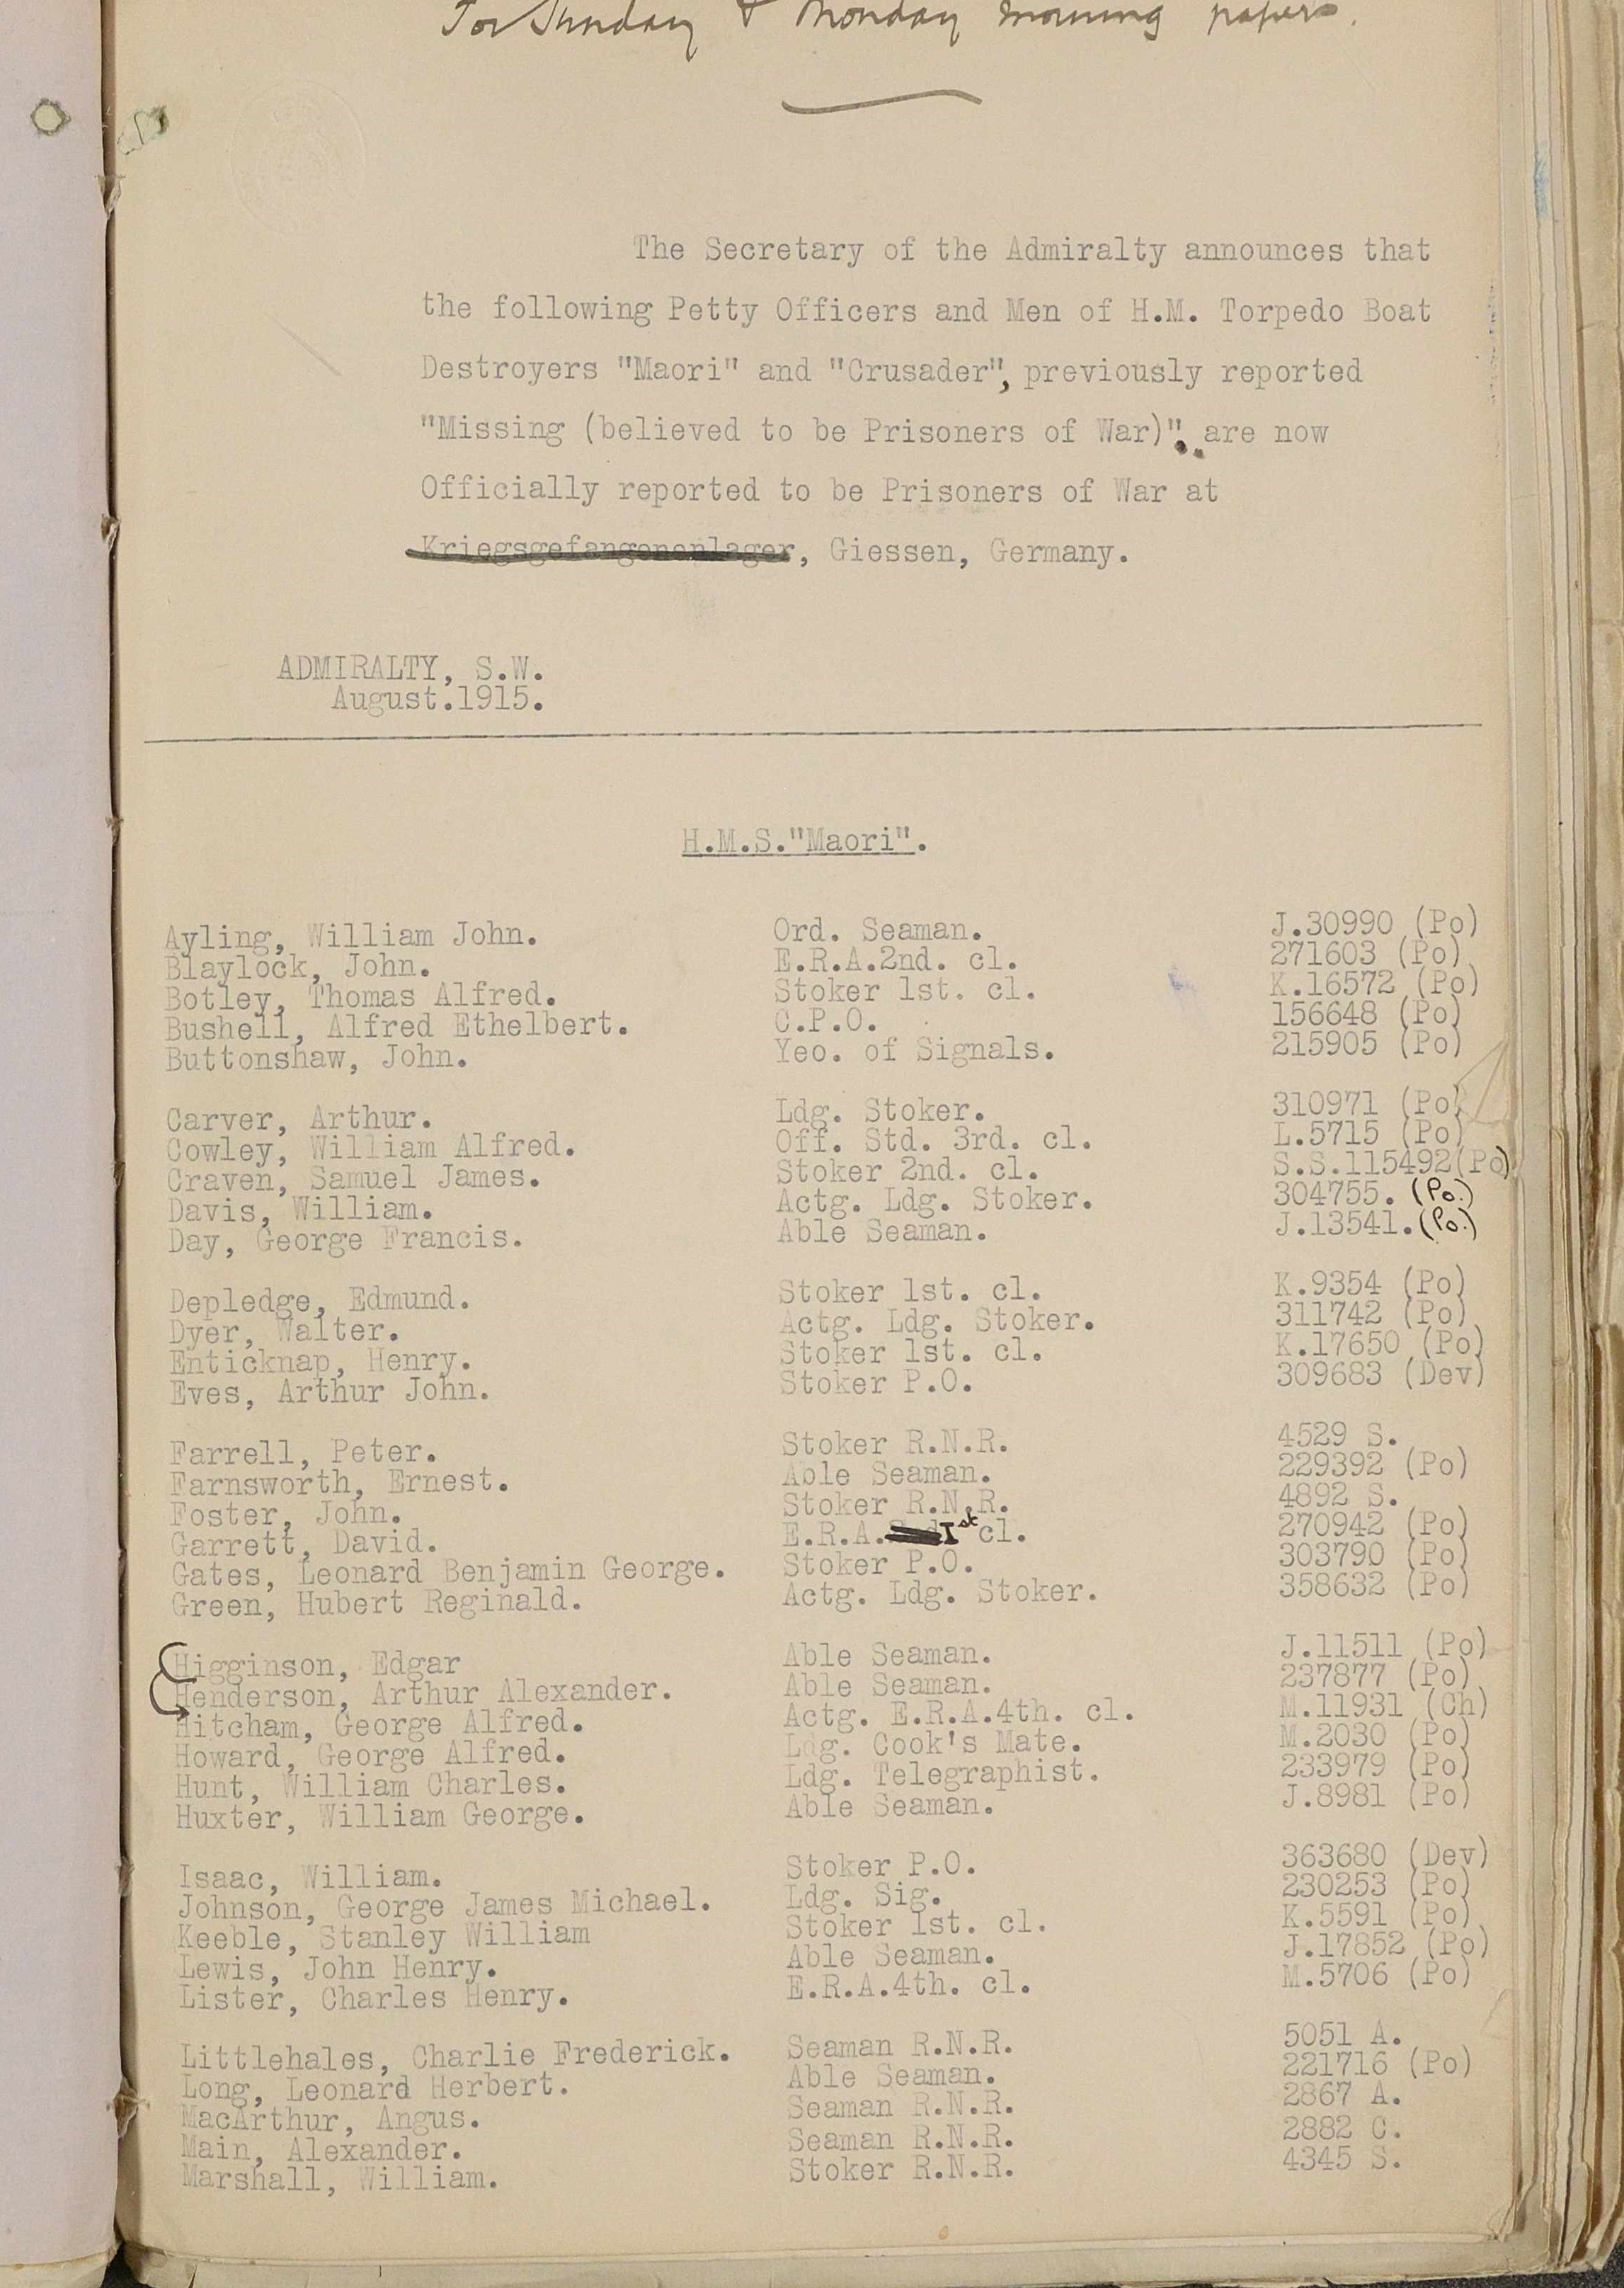 For Sunday & Monday morning papers.
The Secretary of the Admiralty announces that
the following Petty Officers and Men of H.M. Torpedo Boat
Destroyers "Maori" and "Crusader", previously reported
"Missing (believed to be Prisoners of War)", are now
Officially reported to be Prisoners of War at
Kriegsgefangenenlager, Giessen, Germany.
ADMIRALTY, S.W.
August.1915.
H.M.S."Maori".
Ayling, William John. Ord. Seaman. J.30990 (Po)
Blaylock, John. E.R.A.2nd. cl. 271603 (Po)
Botley, Thomas Alfred. Stoker 1st. cl. K.16572 (Po)
Bushell, Alfred Ethelbert. C.P.O. 156648 (Po)
Buttonshaw, John. Yeo. of Signals. 215905 (Po)
Carver, Arthur. Ldg. Stoker. 310971 (Po)
Cowley, William Alfred. Off. Std. 3rd. cl. L.5715 (Po)
Craven, Samuel James. Stoker 2nd. cl. S.S.115492(Po)
Davis, William. Actg. Ldg. Stoker. 304755. (Po.)
Day, George Francis. Able Seaman. J.13541. (Po.)
Depledge, Edmund. Stoker 1st. cl. K.9354 (Po)
Dyer, Walter. Actg. Ldg. Stoker. 311742 (Po)
Enticknap, Henry. Stoker 1st. cl. K.17650 (Po)
Eves, Arthur John. Stoker P.O. 309683 (Dev)
Farrell, Peter. Stoker R.N.R. 4529 S.
Farnsworth, Ernest. Able Seaman. 229392 (Po)
Foster, John. Stoker R.N.R. 4892 S.
Garrett, David. E.R.A. 1st cl. 270942 (Po)
Gates, Leonard Benjamin George. Stoker P.O. 303790 (Po)
Green, Hubert Reginald. Actg. Ldg. Stoker. 358632 (Po)
Higginson, Edgar Able Seaman. J.11511 (Po)
Henderson, Arthur Alexander. Able Seaman. 237877 (Po)
Hitcham, George Alfred. Actg. E.R.A.4th. cl. M.11931 (Ch)
Howard, George Alfred. Ldg. Cook's Mate. M.2030 (Po)
Hunt, William Charles. Ldg. Telegraphist. 233979 (Po)
Huxter, William George. Able Seaman. J.8981 (Po)
Isaac, William. Stoker P.O. 363680 (Dev)
Johnson, George James Michael. Ldg. Sig. 230253 (Po)
Keeble, Stanley William Stoker 1st. cl. K.5591 (Po)
Lewis, John Henry. Able Seaman. J.17852 (Po)
Lister, Charles Henry. E.R.A.4th. cl. M.5706 (Po)
Littlehales, Charlie Frederick. Seaman R.N.R. 5051 A.
Long, Leonard Herbert. Able Seaman. 221716 (Po)
MacArthur, Angus. Seaman R.N.R. 2867 A.
Main, Alexander. Seaman R.N.R. 2882 C.
Marshall, William. Stoker R.N.R. 4345 S.